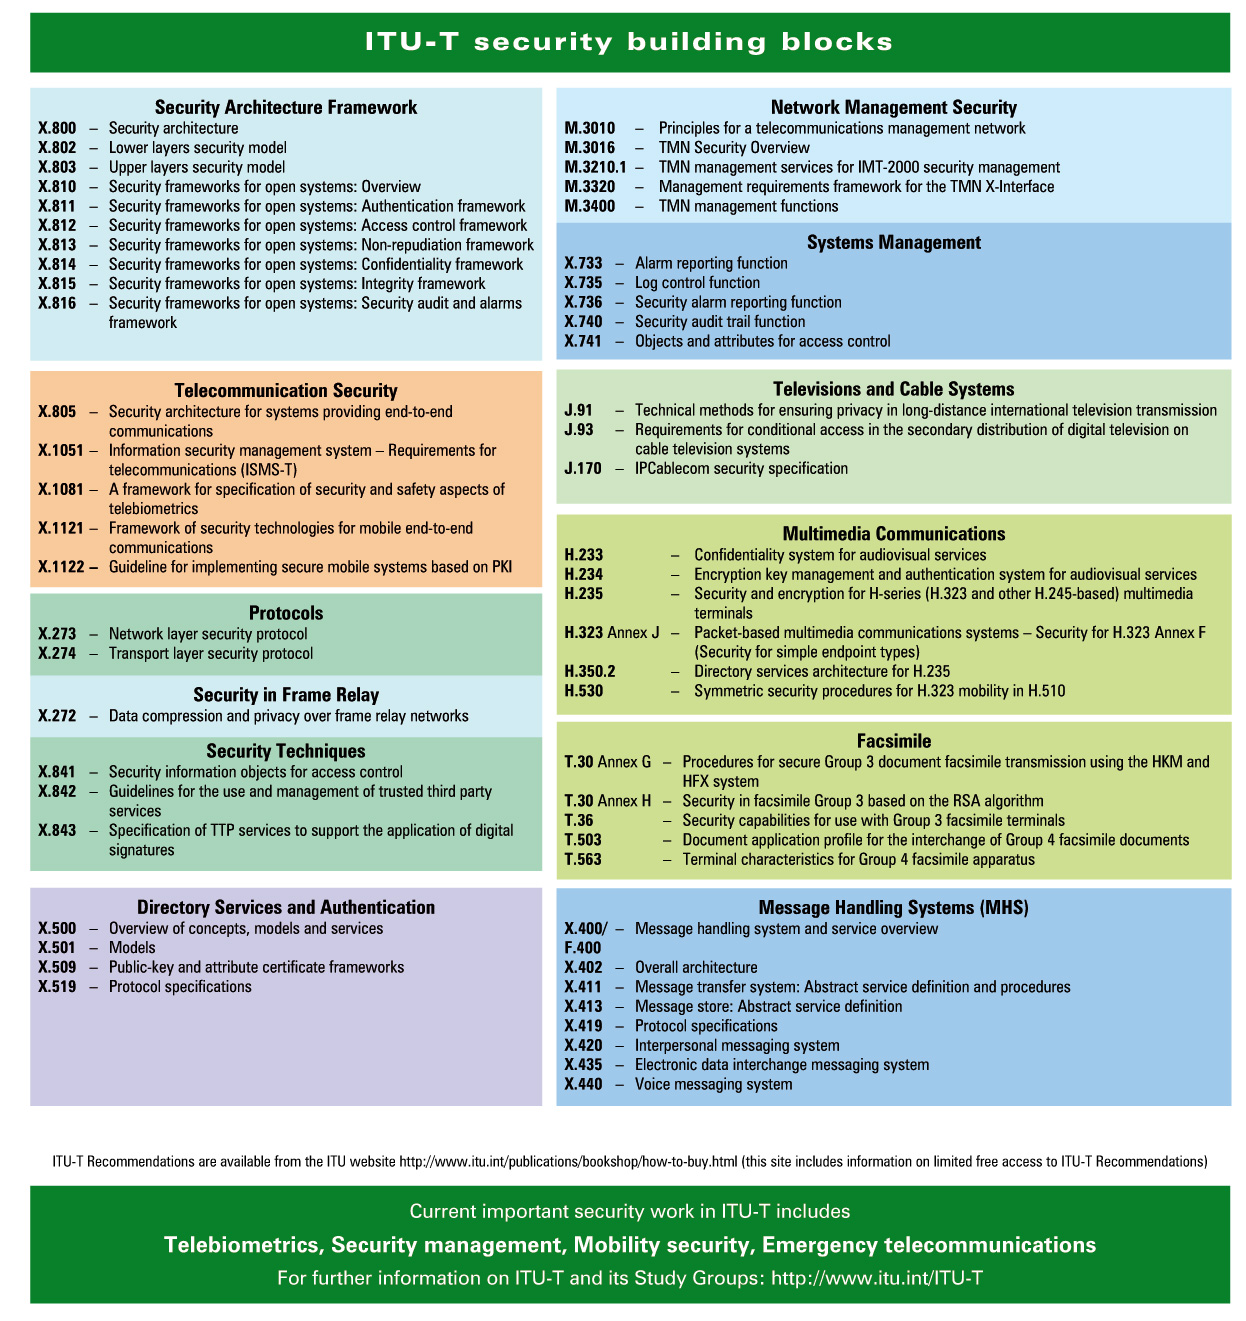 ITU-T security building blocks
Security Architecture Framework
X.800 – Security architecture
X.802 – Lower layers security model
X.803 – Upper layers security model
X.810 – Security frameworks for open systems: Overview
X.811 – Security frameworks for open systems: Authentication framework
X.812 – Security frameworks for open systems: Access control framework
X.813 – Security frameworks for open systems: Non-repudiation framework
X.814 – Security frameworks for open systems: Confidentiality framework
X.815 – Security frameworks for open systems: Integrity framework
X.816 – Security frameworks for open systems: Security audit and alarms
framework
Telecommunication Security
X.805 – Security architecture for systems providing end-to-end
communications
X.1051 – Information security management system – Requirements for
telecommunications (ISMS-T)
X.1081 – A framework for specification of security and safety aspects of
telebiometrics
X.1121 – Framework of security technologies for mobile end-to-end
communications
X.1122 – Guideline for implementing secure mobile systems based on PKI
Protocols
X.273 – Network layer security protocol
X.274 – Transport layer security protocol
Security in Frame Relay
X.272 – Data compression and privacy over frame relay networks
Security Techniques
X.841 – Security information objects for access control
X.842 – Guidelines for the use and management of trusted third party
services
X.843 – Specification of TTP services to support the application of digital
signatures
Directory Services and Authentication
X.500 – Overview of concepts, models and services
X.501 – Models
X.509 – Public-key and attribute certificate frameworks
X.519 – Protocol specifications
Network Management Security
M.3010 – Principles for a telecommunications management network
M.3016 – TMN Security Overview
M.3210.1 – TMN management services for IMT-2000 security management
M.3320 – Management requirements framework for the TMN X-Interface
M.3400 – TMN management functions
Systems Management
X.733 – Alarm reporting function
X.735 – Log control function
X.736 – Security alarm reporting function
X.740 – Security audit trail function
X.741 – Objects and attributes for access control
Televisions and Cable Systems
J.91 – Technical methods for ensuring privacy in long-distance international television transmission
J.93 – Requirements for conditional access in the secondary distribution of digital television on
cable television systems
J.170 – IPCablecom security specification
Multimedia Communications
H.233 – Confidentiality system for audiovisual services
H.234 – Encryption key management and authentication system for audiovisual services
H.235 – Security and encryption for H-series (H.323 and other H.245-based) multimedia
terminals
H.323 Annex J – Packet-based multimedia communications systems – Security for H.323 Annex F
(Security for simple endpoint types)
H.350.2 – Directory services architecture for H.235
H.530 – Symmetric security procedures for H.323 mobility in H.510
Facsimile
T.30 Annex G – Procedures for secure Group 3 document facsimile transmission using the HKM and
HFX system
T.30 Annex H – Security in facsimile Group 3 based on the RSA algorithm
T.36 – Security capabilities for use with Group 3 facsimile terminals
T.503 – Document application profile for the interchange of Group 4 facsimile documents
T.563 – Terminal characteristics for Group 4 facsimile apparatus
Message Handling Systems (MHS)
X.400/ – Message handling system and service overview
F.400
X.402 – Overall architecture
X.411 – Message transfer system: Abstract service definition and procedures
X.413 – Message store: Abstract service definition
X.419 – Protocol specifications
X.420 – Interpersonal messaging system
X.435 – Electronic data interchange messaging system
X.440 – Voice messaging system
ITU-T Recommendations are available from the ITU website http://www.itu.int/publications/bookshop/how-to-buy.html (this site includes information on limited free access to ITU-T Recommendations)
Current important security work in ITU-T includes
Telebiometrics, Security management, Mobility security, Emergency telecommunications
For further information on ITU-T and its Study Groups: http://www.itu.int/ITU-T